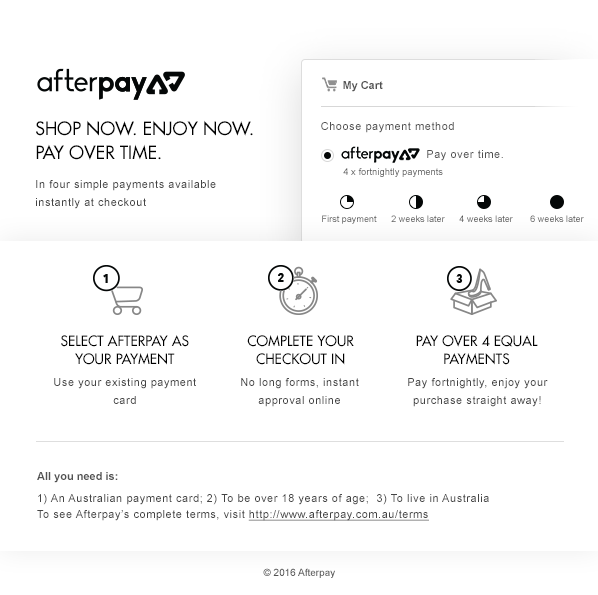 afterpay
SHOP NOW. ENJOY NOW.
PAY OVER TIME.
In four simple payments available
instantly at checkout
My Cart
Choose payment method
afterpay Pay over time.
4 x fortnightly payments
First payment 2 weeks later 4 weeks later 6 weeks later
1
SELECT AFTERPAY AS
YOUR PAYMENT
Use your existing payment
card
2
COMPLETE YOUR
CHECKOUT IN
No long forms, instant
approval online
3
PAY OVER 4 EQUAL
PAYMENTS
Pay fortnightly, enjoy your
purchase straight away!
All you need is:
1) An Australian payment card; 2) To be over 18 years of age; 3) To live in Australia
To see Afterpay's complete terms, visit http://www.afterpay.com.au/terms
© 2016 Afterpay